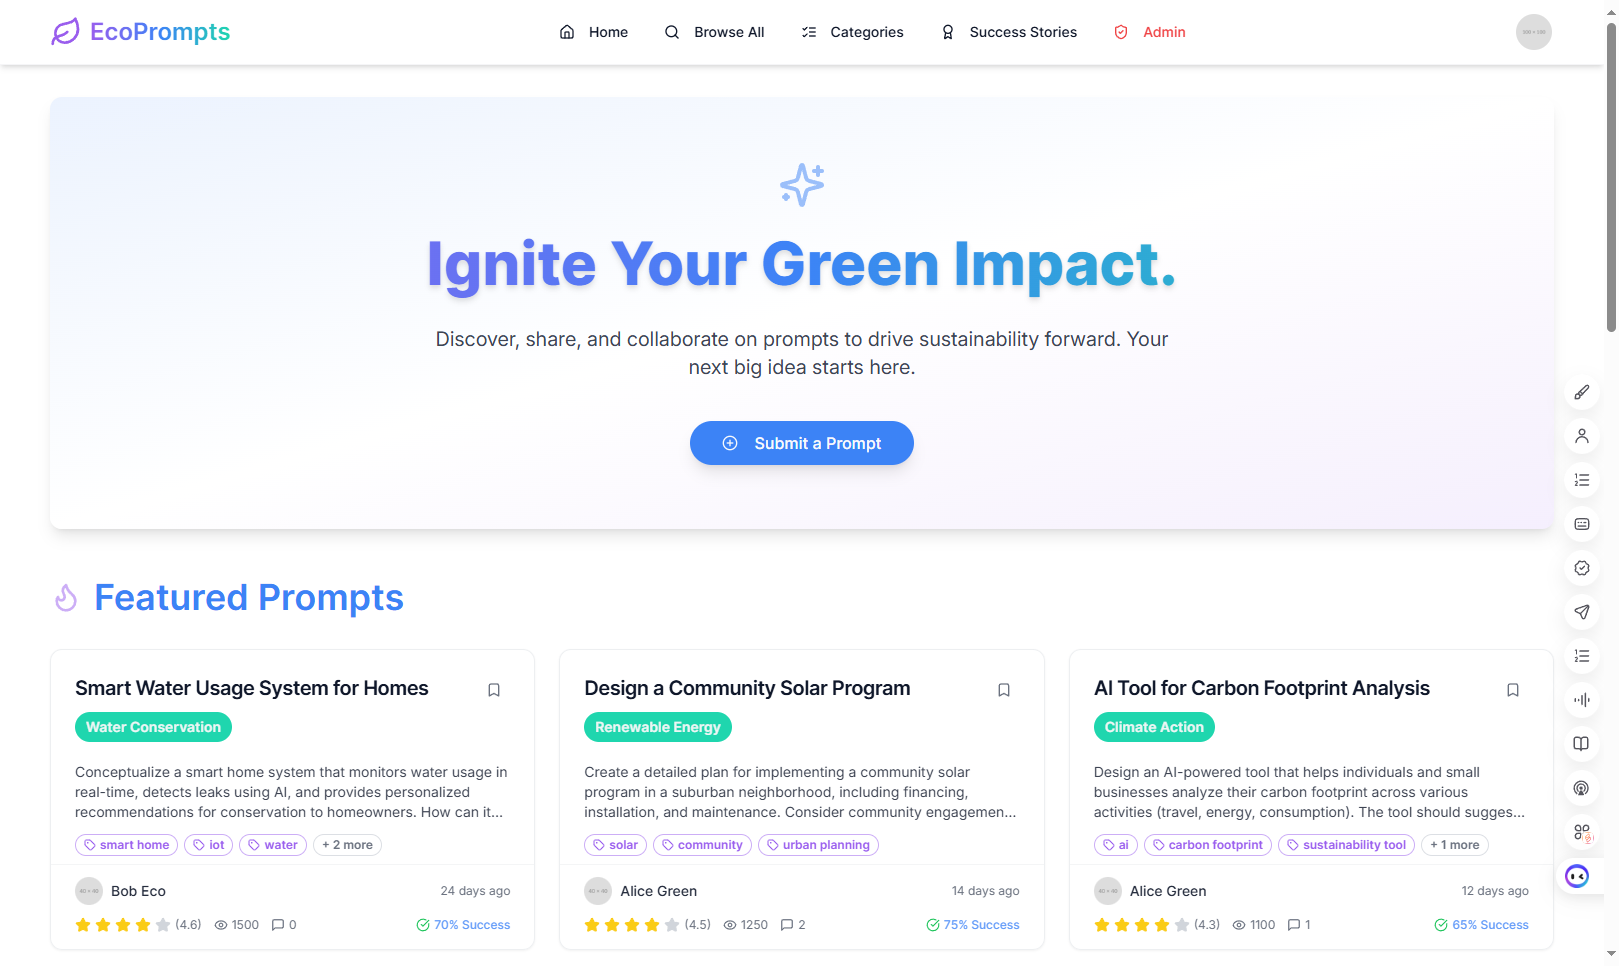 EcoPrompts
Home
Browse All
Categories
Success Stories
Admin
Ignite Your Green Impact.
Discover, share, and collaborate on prompts to drive sustainability forward. Your
next big idea starts here.
Submit a Prompt
Featured Prompts
Smart Water Usage System for Homes
Water Conservation
Conceptualize a smart home system that monitors water usage in
real-time, detects leaks using AI, and provides personalized
recommendations for conservation to homeowners. How can it...
smart home
iot
water
+ 2 more
Bob Eco
24 days ago
(4.6)
1500
0
70% Success
Design a Community Solar Program
Renewable Energy
Create a detailed plan for implementing a community solar
program in a suburban neighborhood, including financing,
installation, and maintenance. Consider community engagemen...
solar
community
urban planning
Alice Green
14 days ago
(4.5)
1250
2
75% Success
AI Tool for Carbon Footprint Analysis
Climate Action
Design an AI-powered tool that helps individuals and small
businesses analyze their carbon footprint across various
activities (travel, energy, consumption). The tool should sugges...
ai
carbon footprint
sustainability tool
+ 1 more
Alice Green
12 days ago
(4.3)
1100
1
65% Success